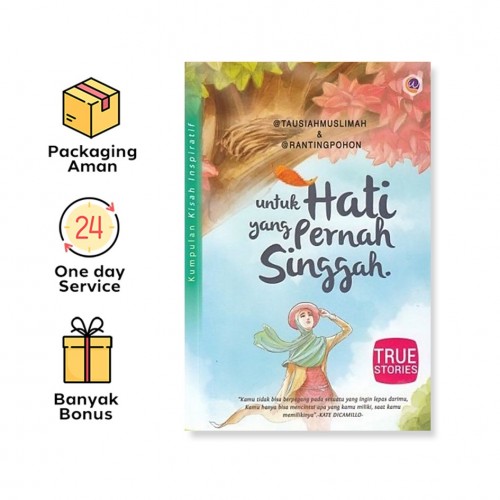 Packaging
Aman
24
One day
Service
Banyak
Bonus
Kumpulan Kisah Inspiratif
@TAUSIAHMUSLIMAH
&
@RANTINGPOHON
untuk Hati
yang Pernah
Singgah.
TRUE
STORIES
"Kamu tidak bisa berpegang pada sesuatu yang ingin lepas darimu,
Kamu hanya bisa mencintai apa yang kamu miliki, saat kamu
memilikinya".-KATE DICAMILLO-